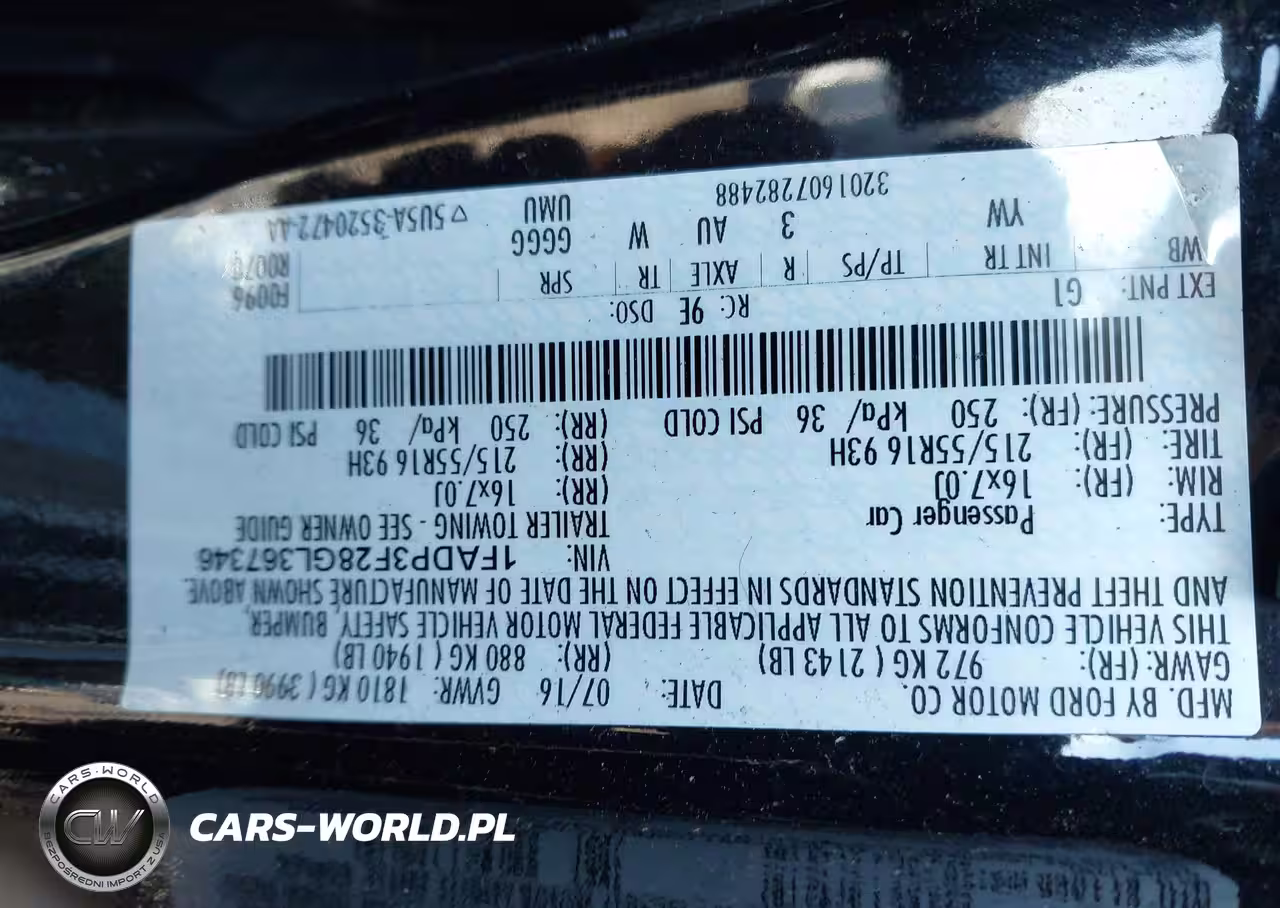 MFD. BY FORD MOTOR CO. DATE: 07/16 GVWR: 1810 KG ( 3990 LB)
GAWR: (FR): 972 KG ( 2143 LB) (RR): 880 KG ( 1940 LB)
THIS VEHICLE CONFORMS TO ALL APPLICABLE FEDERAL MOTOR VEHICLE SAFETY, BUMPER,
AND THEFT PREVENTION STANDARDS IN EFFECT ON THE DATE OF MANUFACTURE SHOWN ABOVE
VIN: 1FADP3F28GL367346
TYPE: Passenger Car TRAILER TOWING - SEE OWNER GUIDE
RIM: (FR): 16x7.0J (RR): 16x7.0J
TIRE: (FR): 215/55R16 93H (RR): 215/55R16 93H
PRESSURE: (FR): 250 kPa/ 36 PSI COLD (RR): 250 kPa/ 36 PSI COLD
RC: 9E DSO:
EXT PNT: G1 F0096
WB INT TR TP/PS R AXLE TR SPR R0070
YW 3 AU W GGGG
UMU ▽ 5U5A-3520472-AA
3201607282488
CARS-WORLD
CW
BEZPOŚREDNI IMPORT Z USA
CARS-WORLD.PL